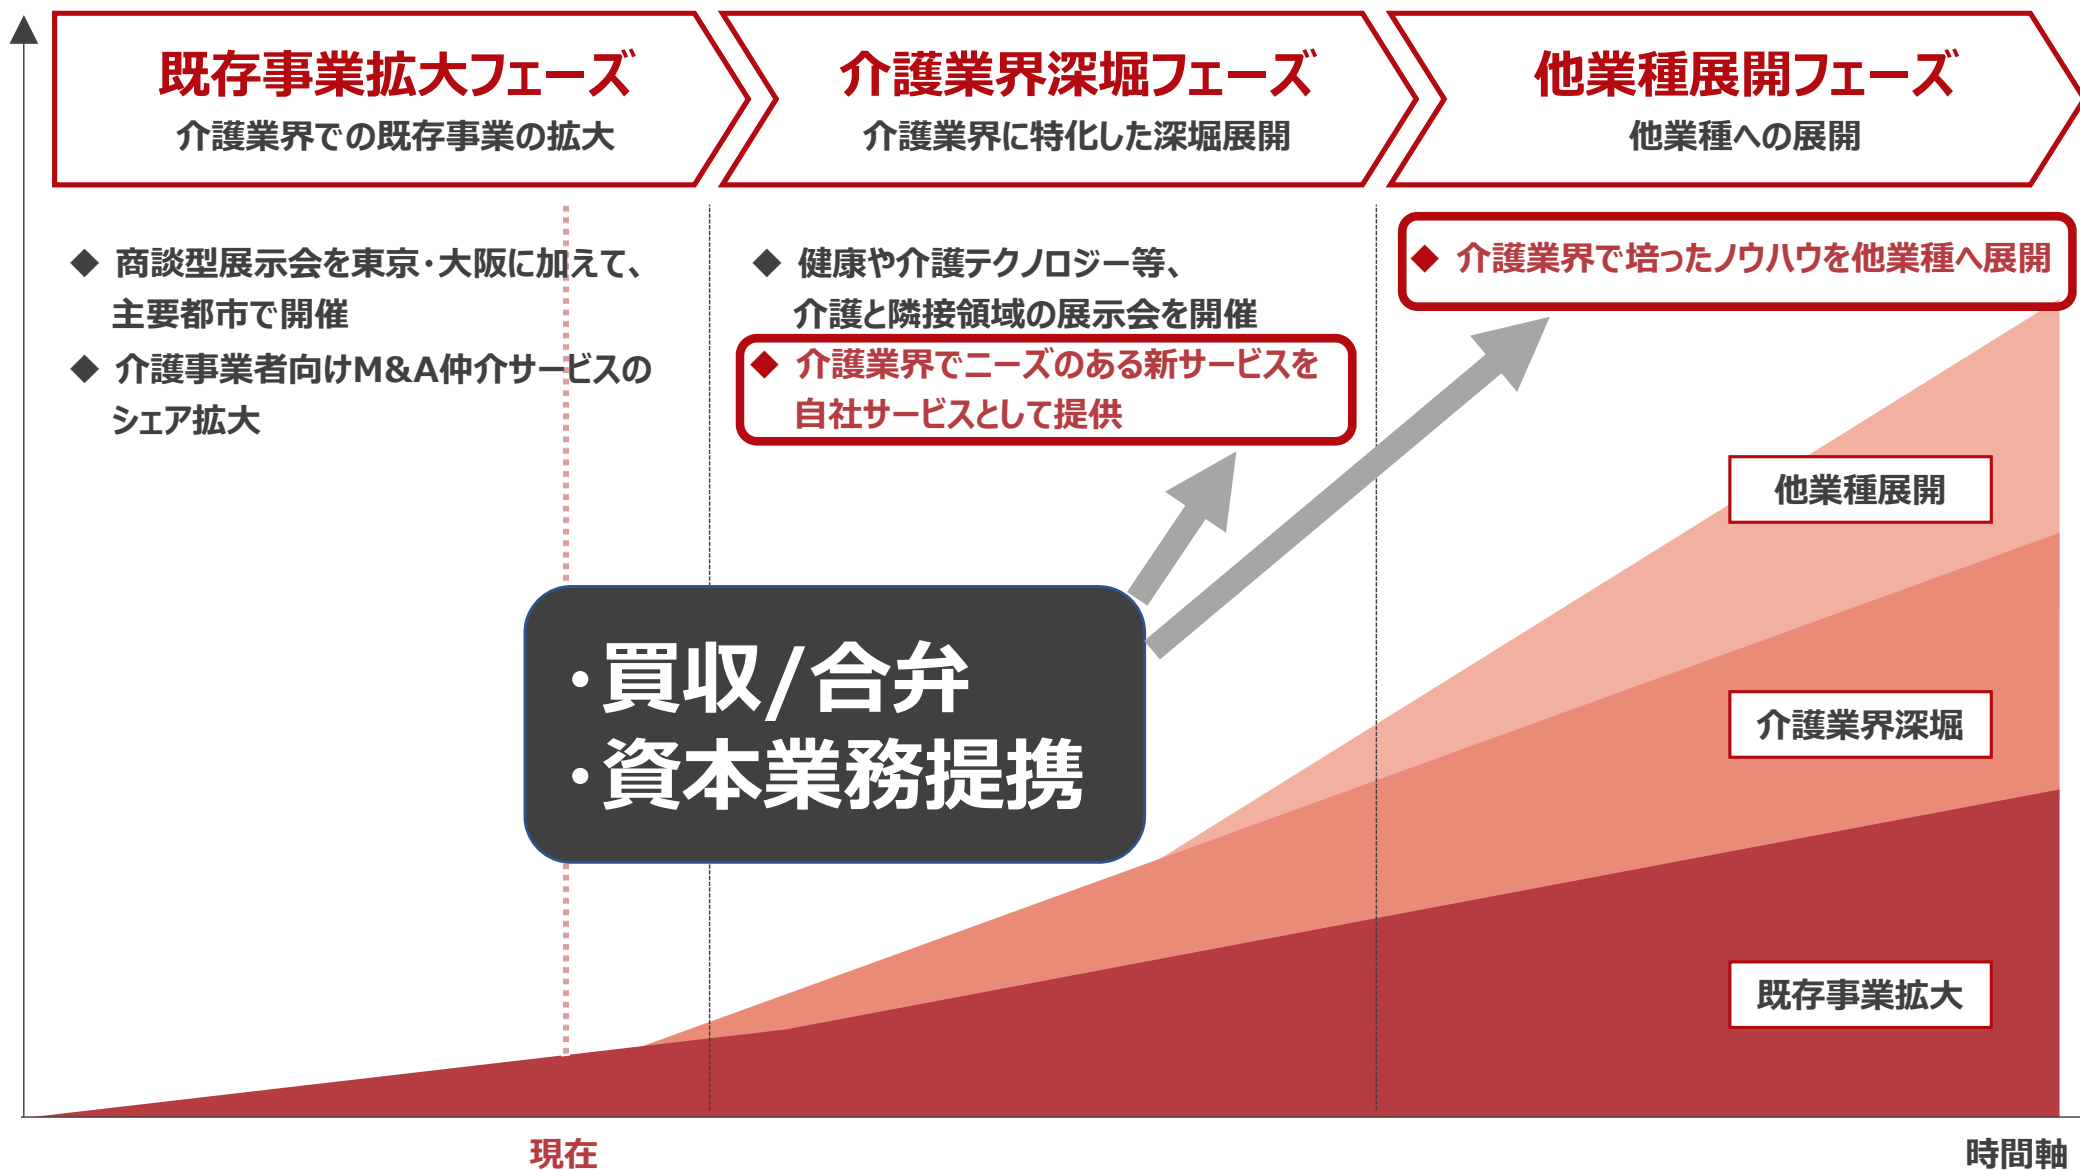 既存事業拡大フェーズ
介護業界での既存事業の拡大
介護業界深堀フェーズ
介護業界に特化した深堀展開
他業種展開フェーズ
他業種への展開
◆ 商談型展示会を東京・大阪に加えて、
主要都市で開催
◆ 介護事業者向けM&A仲介サービスの
シェア拡大
◆ 健康や介護テクノロジー等、
介護と隣接領域の展示会を開催
◆ 介護業界でニーズのある新サービスを
自社サービスとして提供
◆ 介護業界で培ったノウハウを他業種へ展開
・買収/合弁
・資本業務提携
他業種展開
介護業界深堀
既存事業拡大
現在
時間軸